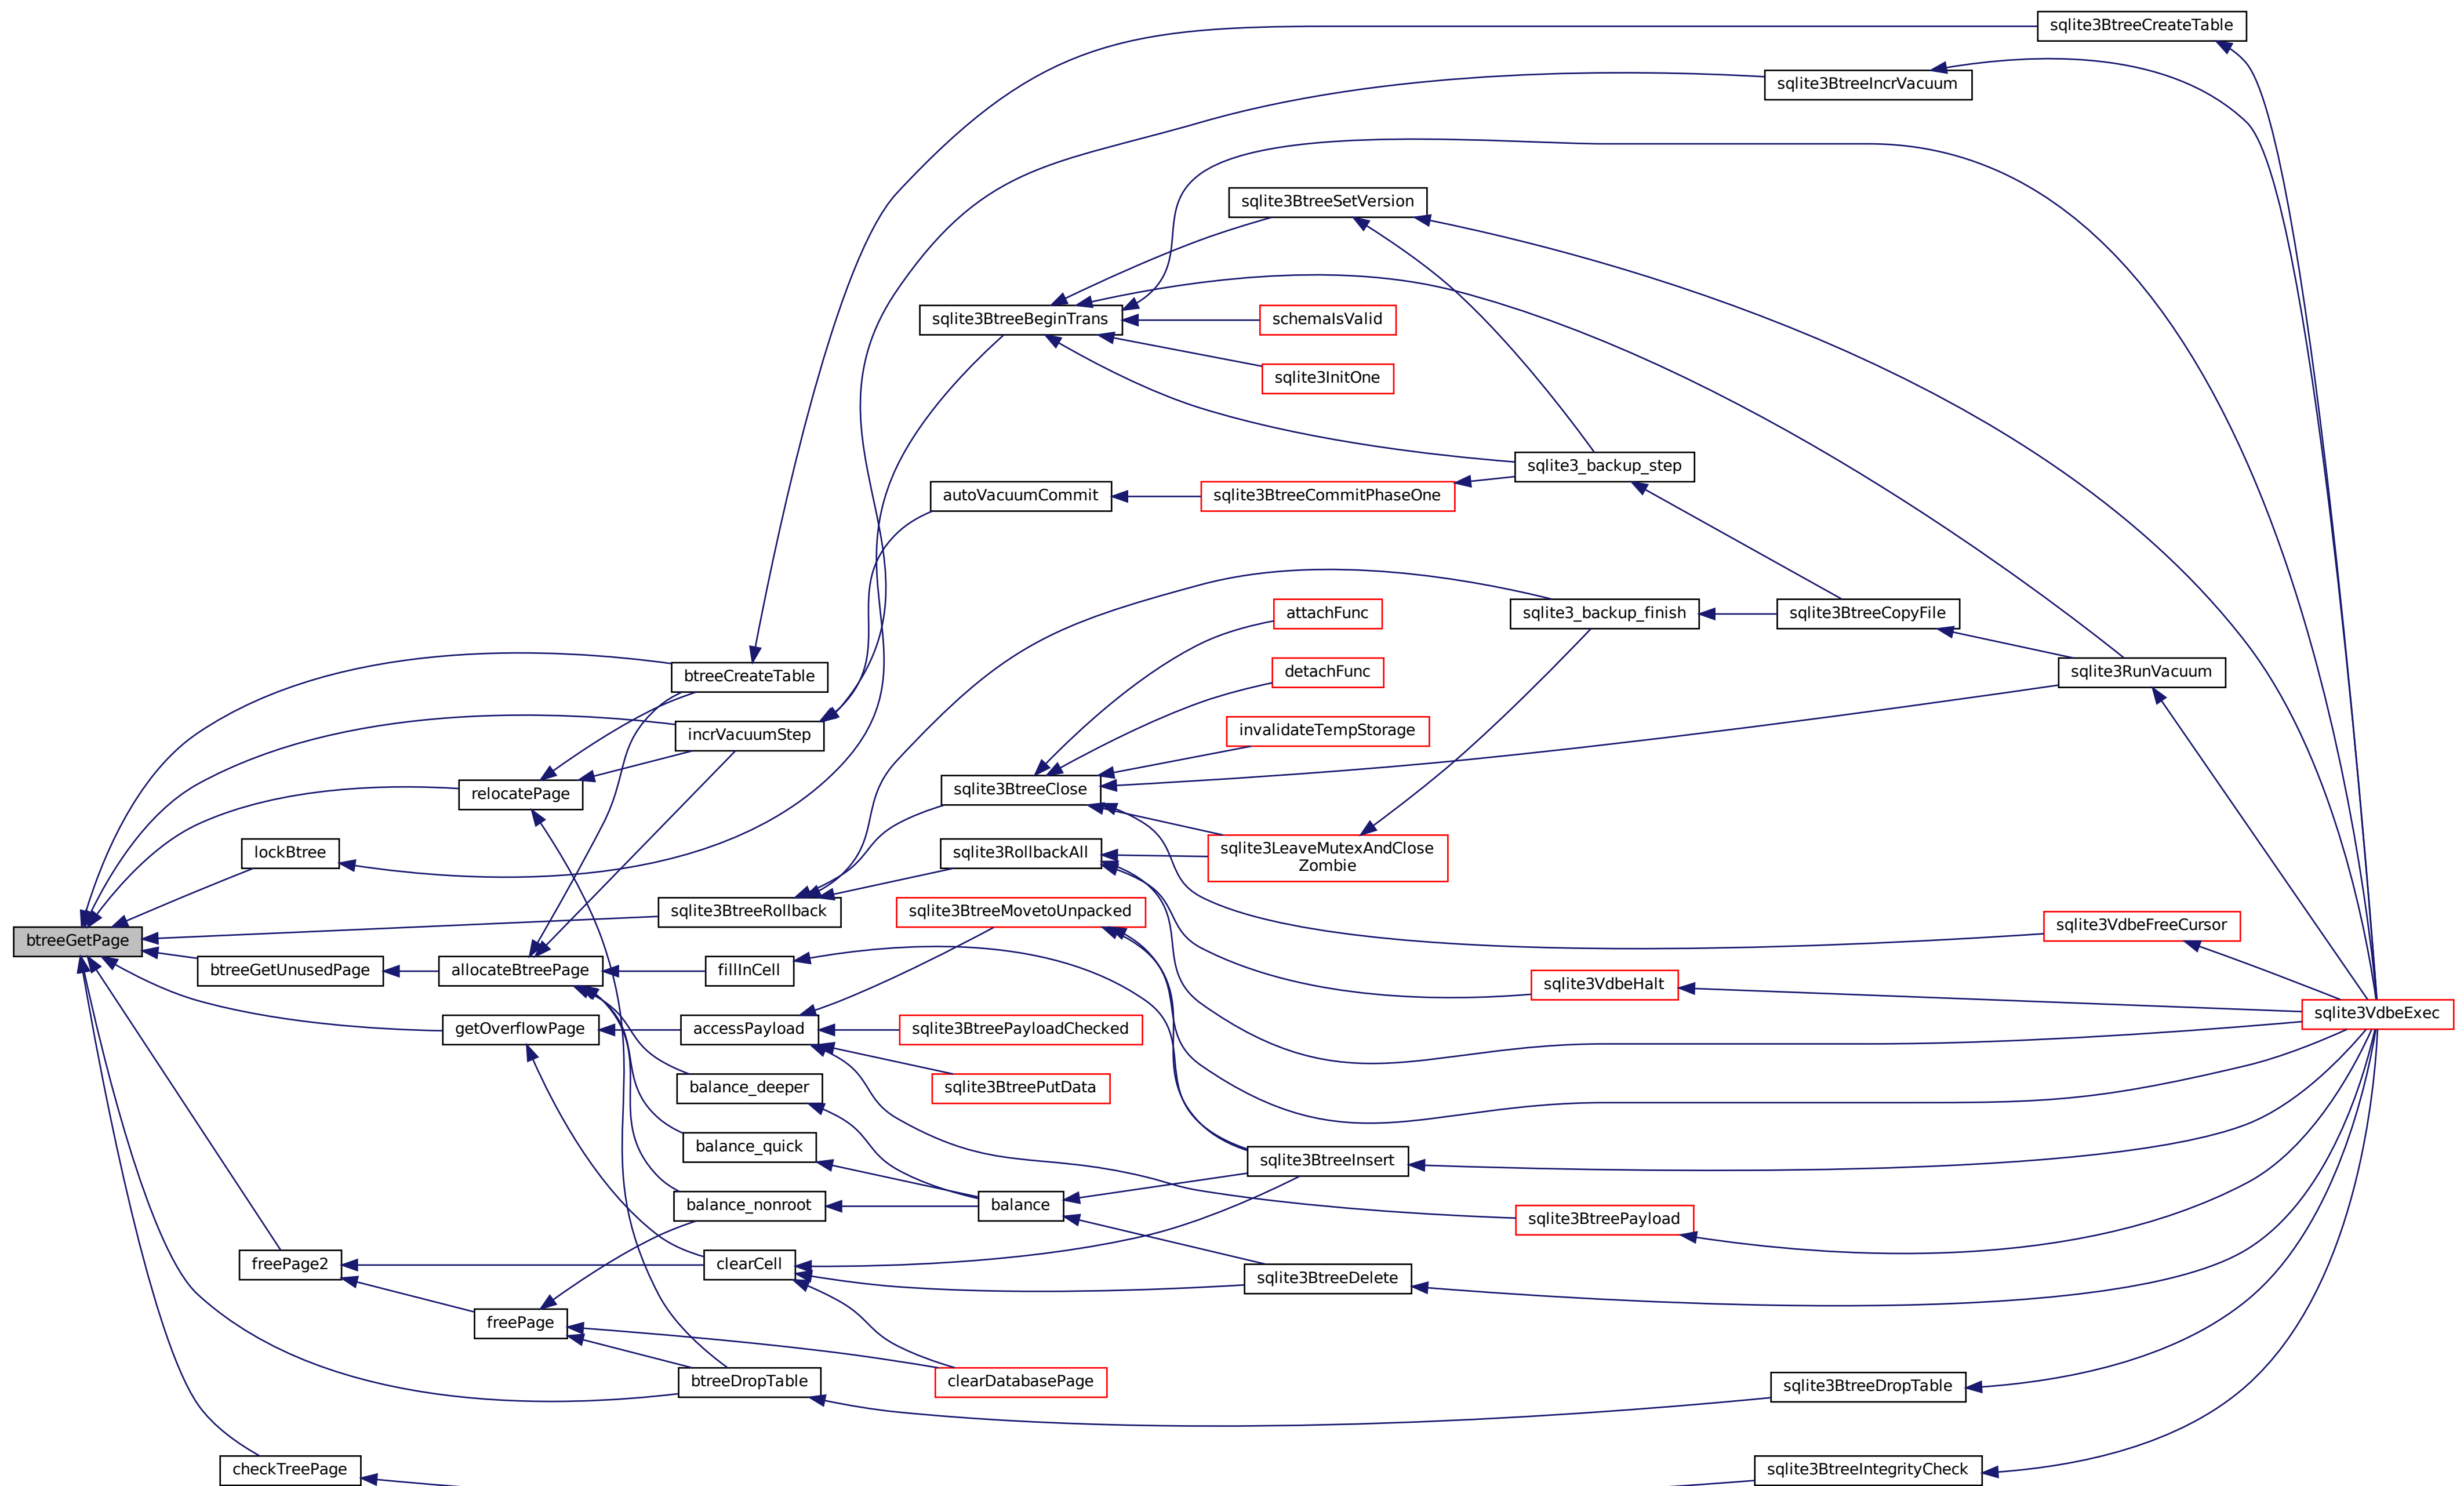 sqlite3BtreeCreateTable
sqlite3BtreeIncrVacuum
sqlite3BtreeSetVersion
sqlite3BtreeBeginTrans
schemaIsValid
sqlite3InitOne
sqlite3_backup_step
autoVacuumCommit
sqlite3BtreeCommitPhaseOne
attachFunc
sqlite3_backup_finish
sqlite3BtreeCopyFile
btreeCreateTable
detachFunc
sqlite3RunVacuum
incrVacuumStep
invalidateTempStorage
relocatePage
sqlite3BtreeClose
lockBtree
sqlite3RollbackAll
sqlite3LeaveMutexAndClose
Zombie
sqlite3BtreeRollback
sqlite3BtreeMovetoUnpacked
sqlite3VdbeFreeCursor
btreeGetPage
btreeGetUnusedPage
allocateBtreePage
fillInCell
sqlite3VdbeHalt
sqlite3VdbeExec
getOverflowPage
accessPayload
sqlite3BtreePayloadChecked
balance_deeper
sqlite3BtreePutData
balance_quick
sqlite3BtreeInsert
balance_nonroot
balance
sqlite3BtreePayload
freePage2
clearCell
sqlite3BtreeDelete
freePage
btreeDropTable
clearDatabasePage
sqlite3BtreeDropTable
checkTreePage
sqlite3BtreeIntegrityCheck